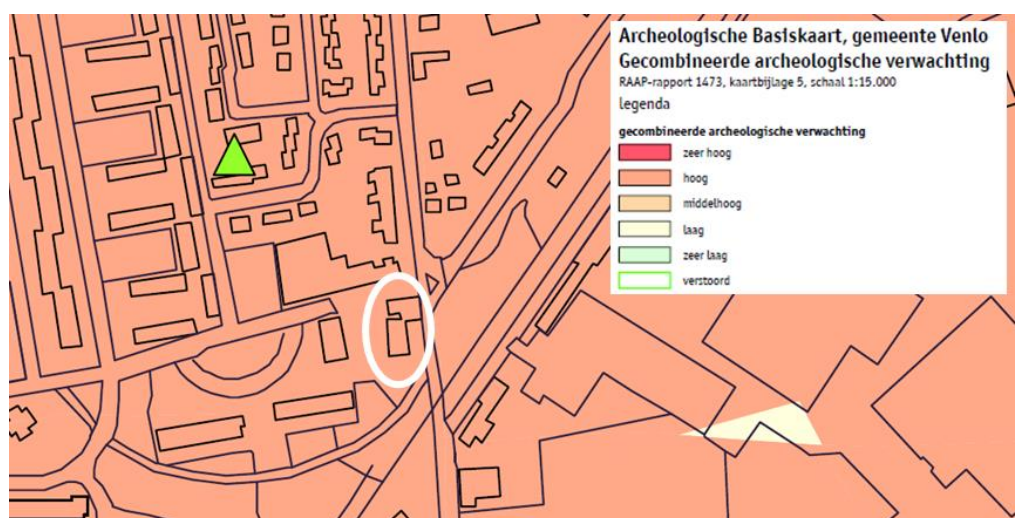 Archeologische Basiskaart, gemeente Venlo
Gecombineerde archeologische verwachting
RAAP-rapport 1473, kaartbijlage 5, schaal 1:15.000
legenda
gecombineerde archeologische verwachting
zeer hoog
hoog
middelhoog
laag
zeer laag
verstoord